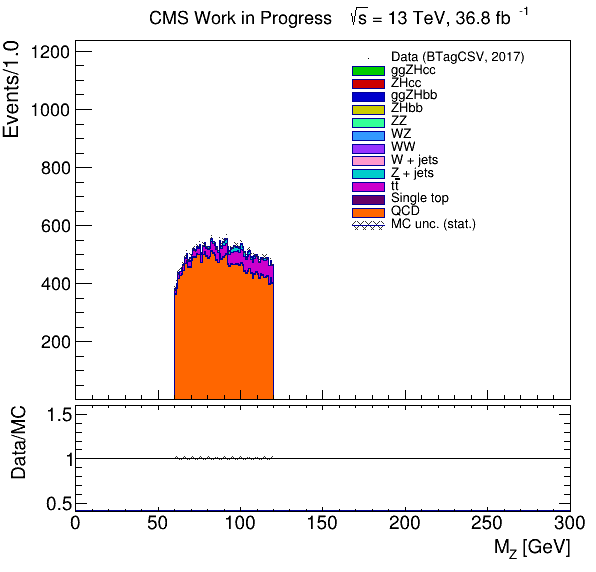 CMS Work in Progress √s = 13 TeV, 36.8 fb⁻¹
Events/1.0
1200
1000
800
600
400
200
Data (BTagCSV, 2017)
ggZHcc
ZHcc
ggZHbb
ZHbb
ZZ
WZ
WW
W + jets
Z + jets
tt̅
Single top
QCD
MC unc. (stat.)
Data/MC
1.5
1
0.5
0 50 100 150 200 250 300
M_Z [GeV]